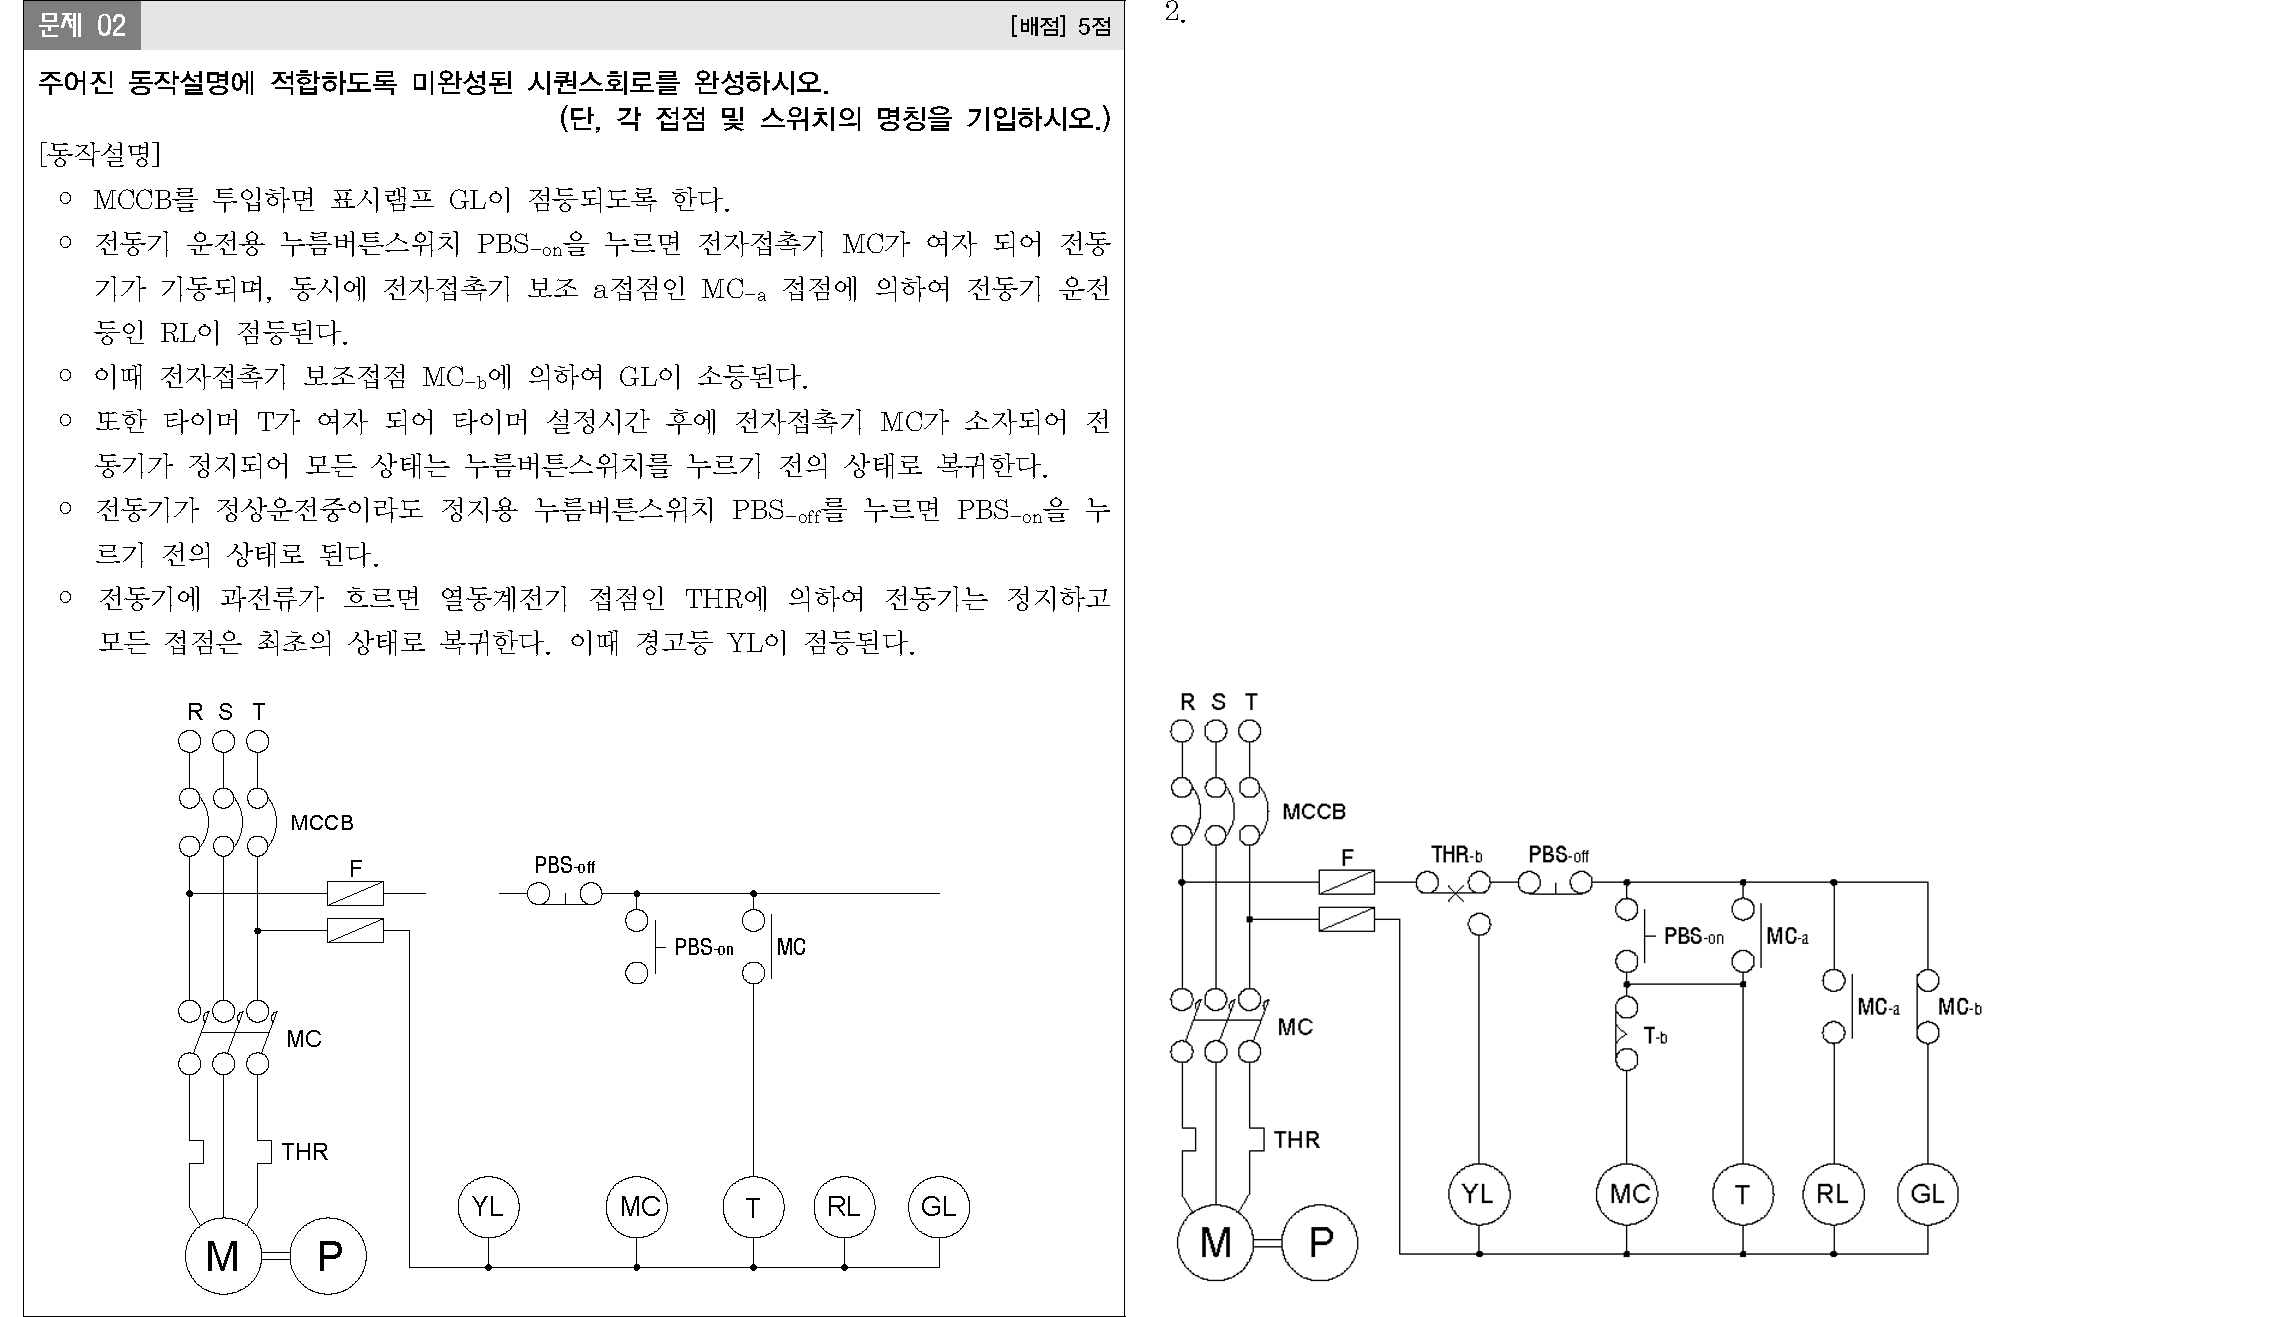 문제 02
[배점] 5점
주어진 동작설명에 적합하도록 미완성된 시퀀스회로를 완성하시오.
(단, 각 접점 및 스위치의 명칭을 기입하시오.)
[동작설명]
○ MCCB를 투입하면 표시램프 GL이 점등되도록 한다.
○ 전동기 운전용 누름버튼스위치 PBS-on을 누르면 전자접촉기 MC가 여자 되어 전동
기가 기동되며, 동시에 전자접촉기 보조 a접점인 MC-a 접점에 의하여 전동기 운전
등인 RL이 점등된다.
○ 이때 전자접촉기 보조접점 MC-b에 의하여 GL이 소등된다.
○ 또한 타이머 T가 여자 되어 타이머 설정시간 후에 전자접촉기 MC가 소자되어 전
동기가 정지되어 모든 상태는 누름버튼스위치를 누르기 전의 상태로 복귀한다.
○ 전동기가 정상운전중이라도 정지용 누름버튼스위치 PBS-off를 누르면 PBS-on을 누
르기 전의 상태로 된다.
○ 전동기에 과전류가 흐르면 열동계전기 접점인 THR에 의하여 전동기는 정지하고
모든 접점은 최초의 상태로 복귀한다. 이때 경고등 YL이 점등된다.
R S T
MCCB
F
PBS-off
PBS-on
MC
MC
THR
YL
MC
T
RL
GL
M
P
2.
R S T
MCCB
F
THR-b
PBS-off
PBS-on
MC-a
MC-a
MC-b
MC
T-b
THR
YL
MC
T
RL
GL
M
P